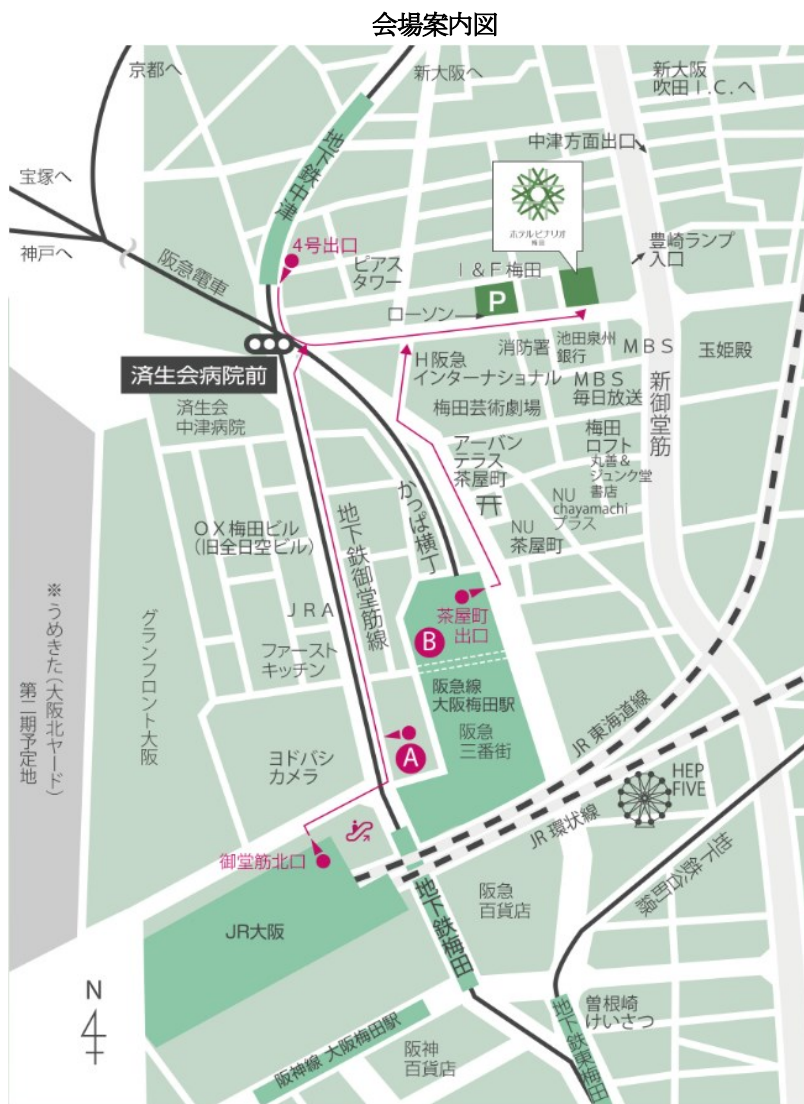 会場案内図
京都へ
新大阪へ
新大阪
吹田I.C.へ
中津方面出口
地下鉄中津
宝塚へ
ホテルビナリオ
梅田
神戸へ
4号出口
豊崎ランプ
入口
阪急電車
ピアス
タワー
I&F梅田
P
ローソン
済生会病院前
消防署
池田泉州
銀行
MBS
玉姫殿
H阪急
インターナショナル
MBS
毎日放送
新御堂筋
済生会
中津病院
梅田芸術劇場
梅田
ロフト
アーバン
テラス
茶屋町
丸善&
ジュンク堂
書店
かっぱ横丁
NU
chayamachi
プラス
NU
茶屋町
OX梅田ビル
(旧全日空ビル)
地下鉄御堂筋線
※うめきた(大阪北ヤード)
第二期予定地
グランフロント大阪
JRA
茶屋町
出口
B
ファースト
キッチン
阪急線
大阪梅田駅
阪急
三番街
JR東海道線
A
ヨドバシ
カメラ
HEP
FIVE
JR環状線
御堂筋北口
地下鉄谷町線
阪急
百貨店
地下鉄梅田
JR大阪
N
曽根崎
けいさつ
地下鉄東梅田
阪神線 大阪梅田駅
阪神
百貨店